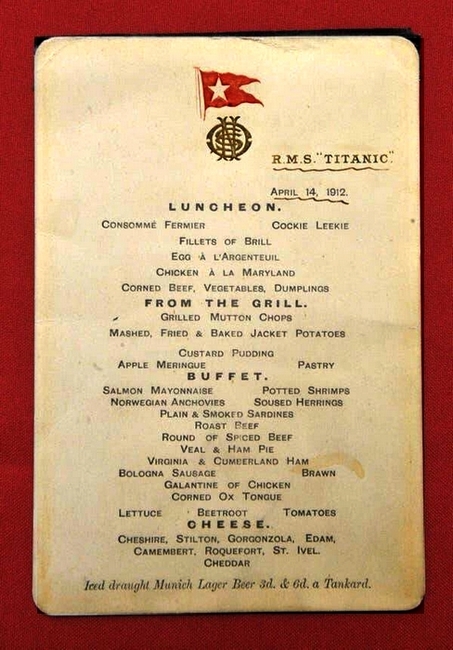 R.M.S. "TITANIC".
APRIL 14, 1912.
LUNCHEON.
CONSOMMÉ FERMIER COCKIE LEEKIE
FILLETS OF BRILL
EGG À L'ARGENTEUIL
CHICKEN À LA MARYLAND
CORNED BEEF, VEGETABLES, DUMPLINGS
FROM THE GRILL.
GRILLED MUTTON CHOPS
MASHED, FRIED & BAKED JACKET POTATOES
CUSTARD PUDDING
APPLE MERINGUE PASTRY
BUFFET.
SALMON MAYONNAISE POTTED SHRIMPS
NORWEGIAN ANCHOVIES SOUSED HERRINGS
PLAIN & SMOKED SARDINES
ROAST BEEF
ROUND OF SPICED BEEF
VEAL & HAM PIE
VIRGINIA & CUMBERLAND HAM
BOLOGNA SAUSAGE BRAWN
GALANTINE OF CHICKEN
CORNED OX TONGUE
LETTUCE BEETROOT TOMATOES
CHEESE.
CHESHIRE, STILTON, GORGONZOLA, EDAM,
CAMEMBERT, ROQUEFORT, ST. IVEL.
CHEDDAR
Iced draught Munich Lager Beer 3d. & 6d. a Tankard.